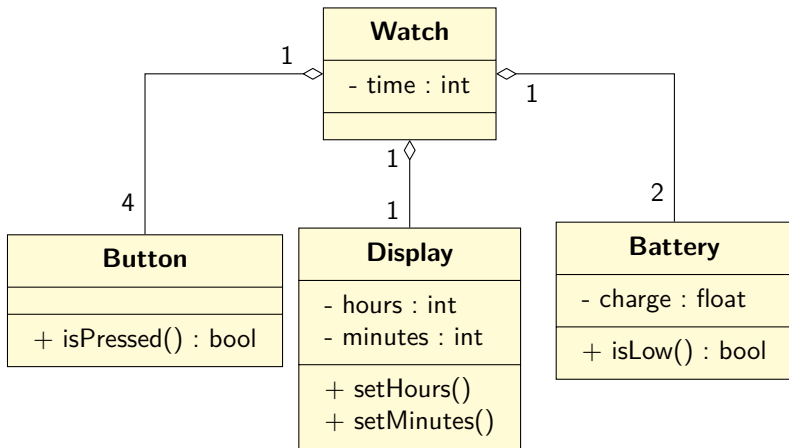 Watch
- time : int
1
1
1
4
1
2
Button
+ isPressed() : bool
Display
- hours : int
- minutes : int
+ setHours()
+ setMinutes()
Battery
- charge : float
+ isLow() : bool